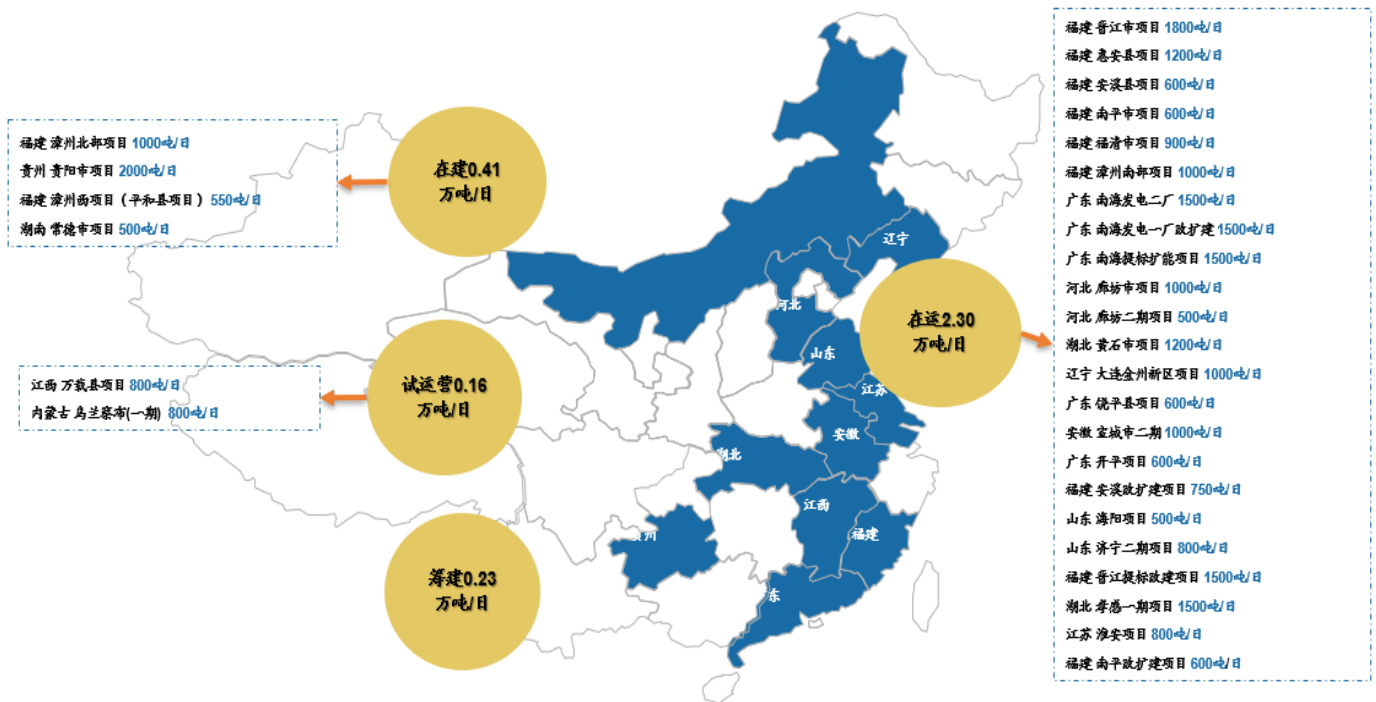 福建 漳州北部项目 1000吨/日
贵州 贵阳市项目 2000吨/日
福建 漳州西项目（平和县项目） 550吨/日
湖南 常德市项目 500吨/日
在建0.41
万吨/日
江西 万载县项目 800吨/日
内蒙古 乌兰察布(一期) 800吨/日
试运营0.16
万吨/日
筹建0.23
万吨/日
辽宁
河北
山东
江苏
安徽
湖北
江西
福建
贵州
东
在运2.30
万吨/日
福建 晋江市项目 1800吨/日
福建 惠安县项目 1200吨/日
福建 安溪县项目 600吨/日
福建 南平市项目 600吨/日
福建 福清市项目 900吨/日
福建 漳州南部项目 1000吨/日
广东 南海发电二厂 1500吨/日
广东 南海发电一厂改扩建 1500吨/日
广东 南海提标扩能项目 1500吨/日
河北 廊坊市项目 1000吨/日
河北 廊坊二期项目 500吨/日
湖北 黄石市项目 1200吨/日
辽宁 大连金州新区项目 1000吨/日
广东 饶平县项目 600吨/日
安徽 宣城市二期 1000吨/日
广东 开平项目 600吨/日
福建 安溪改扩建项目 750吨/日
山东 海阳项目 500吨/日
山东 济宁二期项目 800吨/日
福建 晋江提标改建项目 1500吨/日
湖北 孝感一期项目 1500吨/日
江苏 淮安项目 800吨/日
福建 南平改扩建项目 600吨/日